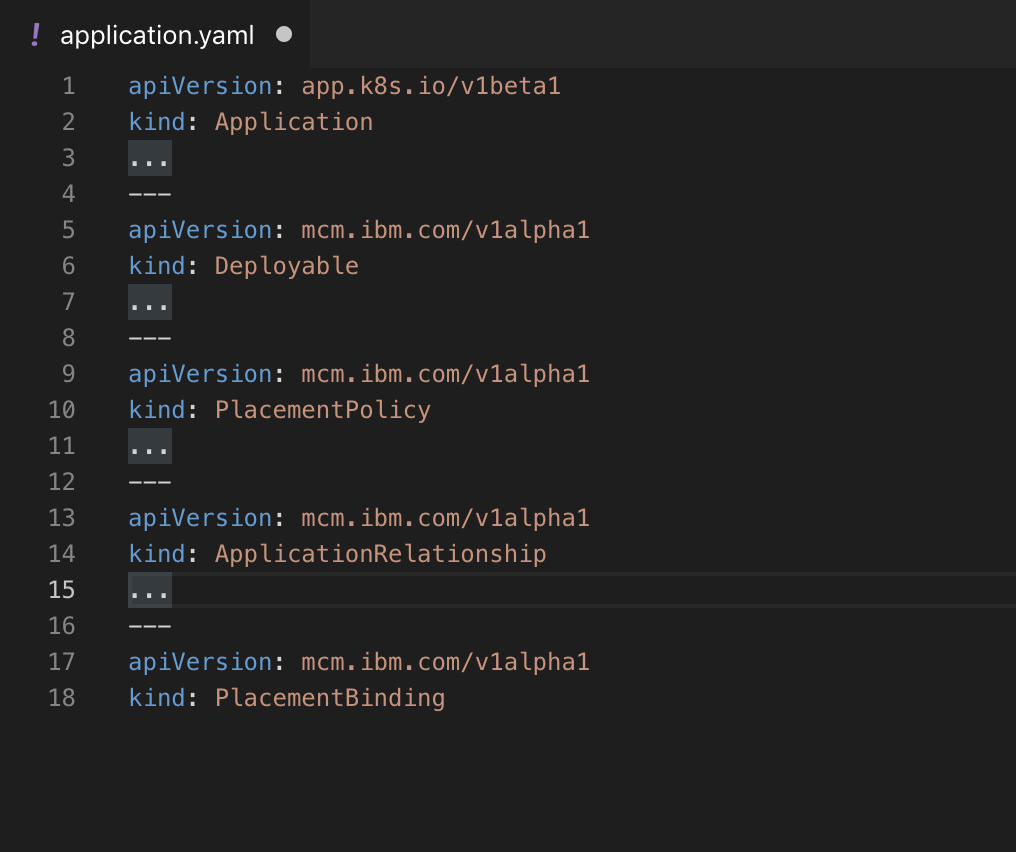 ! application.yaml
1 apiVersion: app.k8s.io/v1beta1
2 kind: Application
3 ...
4 ---
5 apiVersion: mcm.ibm.com/v1alpha1
6 kind: Deployable
7 ...
8 ---
9 apiVersion: mcm.ibm.com/v1alpha1
10 kind: PlacementPolicy
11 ...
12 ---
13 apiVersion: mcm.ibm.com/v1alpha1
14 kind: ApplicationRelationship
15 ...
16 ---
17 apiVersion: mcm.ibm.com/v1alpha1
18 kind: PlacementBinding